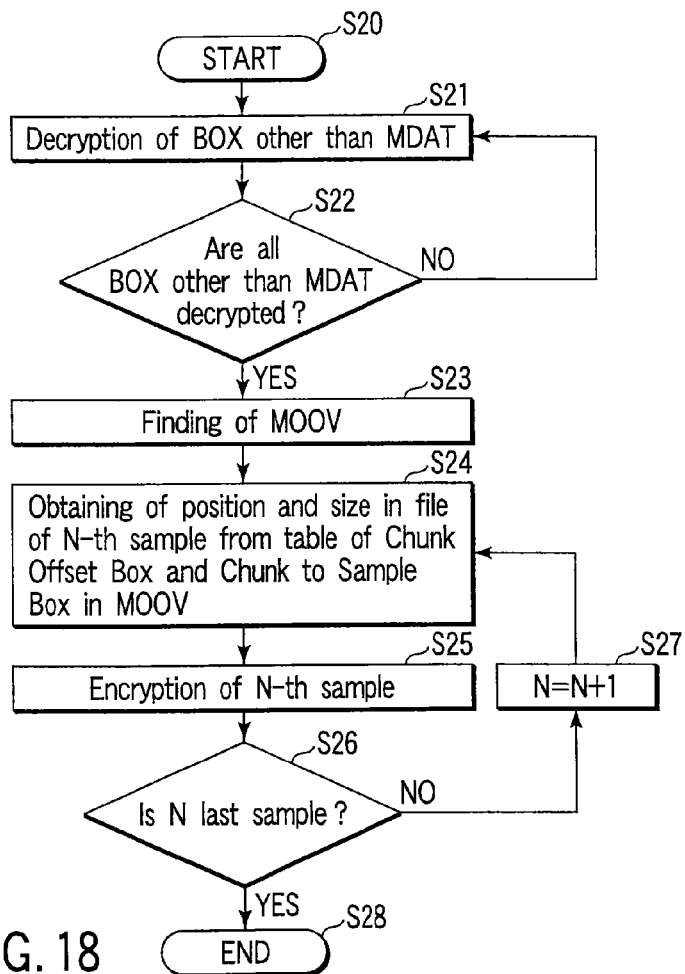 S20
START
S21
Decryption of BOX other than MDAT
S22
Are all
BOX other than MDAT
decrypted?
NO
YES
S23
Finding of MOOV
S24
Obtaining of position and size in file
of N-th sample from table of Chunk
Offset Box and Chunk to Sample
Box in MOOV
S25
Encryption of N-th sample
S27
N=N+1
S26
Is N last sample?
NO
YES
S28
END
G. 18